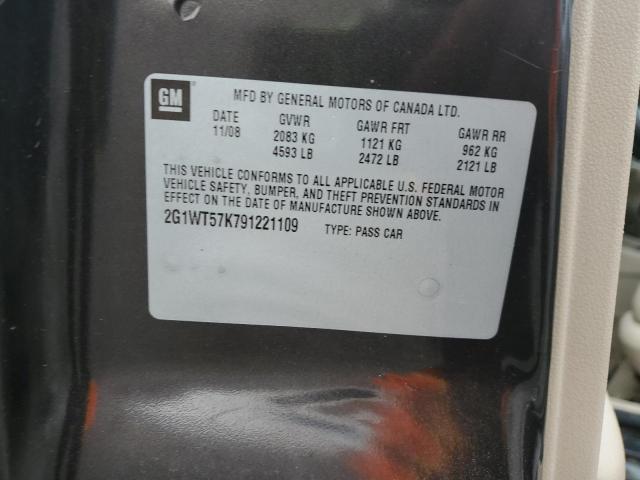 GM
MFD BY GENERAL MOTORS OF CANADA LTD.
DATE GVWR GAWR FRT GAWR RR
11/08 2083 KG 1121 KG 962 KG
4593 LB 2472 LB 2121 LB
THIS VEHICLE CONFORMS TO ALL APPLICABLE U.S. FEDERAL MOTOR
VEHICLE SAFETY, BUMPER, AND THEFT PREVENTION STANDARDS IN
EFFECT ON THE DATE OF MANUFACTURE SHOWN ABOVE.
2G1WT57K791221109 TYPE: PASS CAR